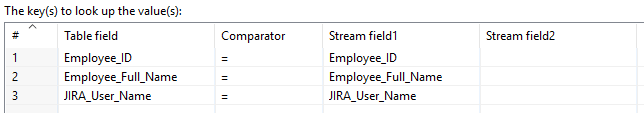 The key(s) to look up the value(s):
# Table field Comparator Stream field1 Stream field2
1 Employee_ID = Employee_ID
2 Employee_Full_Name = Employee_Full_Name
3 JIRA_User_Name = JIRA_User_Name